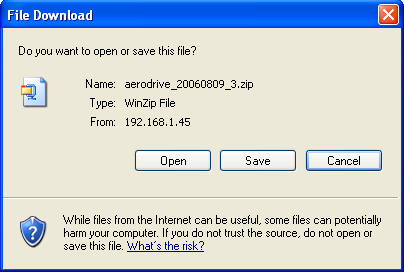 File Download
Do you want to open or save this file?
Name: aerodrive_20060809_3.zip
Type: WinZip File
From: 192.168.1.45
Open Save Cancel
While files from the Internet can be useful, some files can potentially
harm your computer. If you do not trust the source, do not open or
save this file. What's the risk?